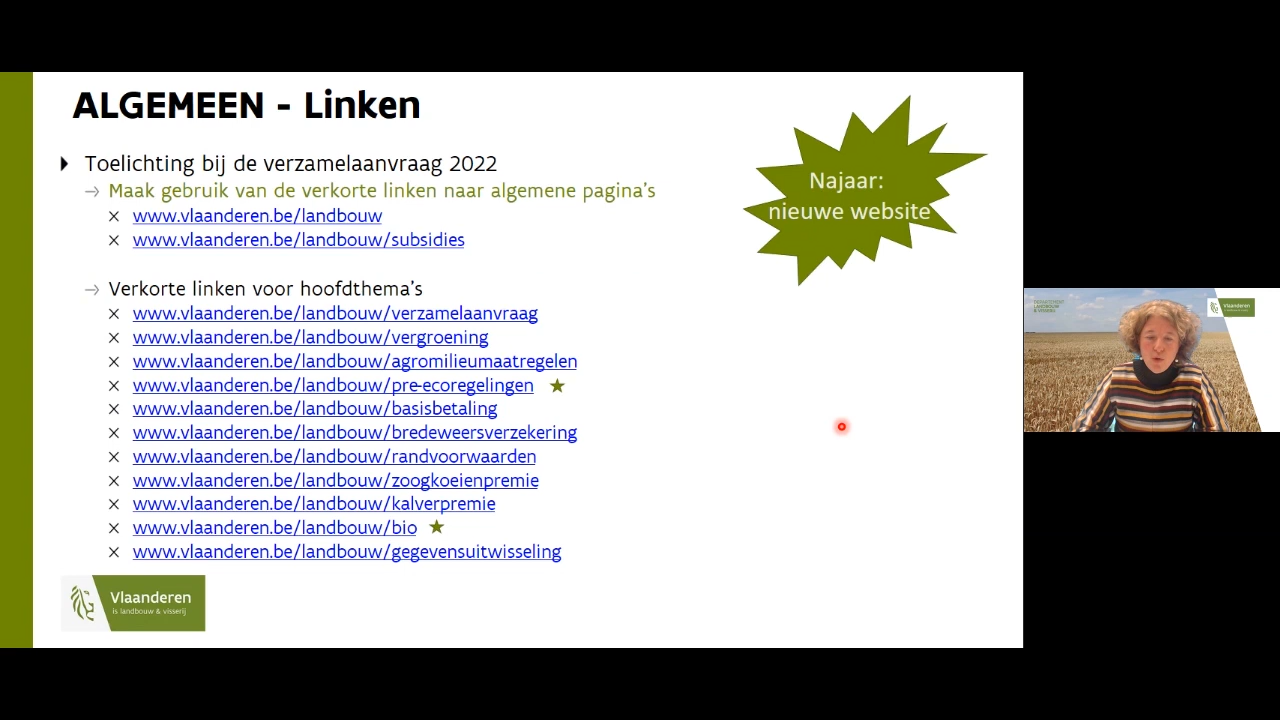 ALGEMEEN - Linken
Toelichting bij de verzamelaanvraag 2022
Maak gebruik van de verkorte linken naar algemene pagina's
www.vlaanderen.be/landbouw
www.vlaanderen.be/landbouw/subsidies
Verkorte linken voor hoofdthema's
www.vlaanderen.be/landbouw/verzamelaanvraag
www.vlaanderen.be/landbouw/vergroening
www.vlaanderen.be/landbouw/agromilieumaatregelen
www.vlaanderen.be/landbouw/pre-ecoregelingen
www.vlaanderen.be/landbouw/basisbetaling
www.vlaanderen.be/landbouw/bredeweersverzekering
www.vlaanderen.be/landbouw/randvoorwaarden
www.vlaanderen.be/landbouw/zoogkoeienpremie
www.vlaanderen.be/landbouw/kalverpremie
www.vlaanderen.be/landbouw/bio
www.vlaanderen.be/landbouw/gegevensuitwisseling
Najaar:
nieuwe website
Vlaanderen
is landbouw & visserij
DEPARTEMENT
LANDBOUW
& VISSERIJ
Vlaanderen